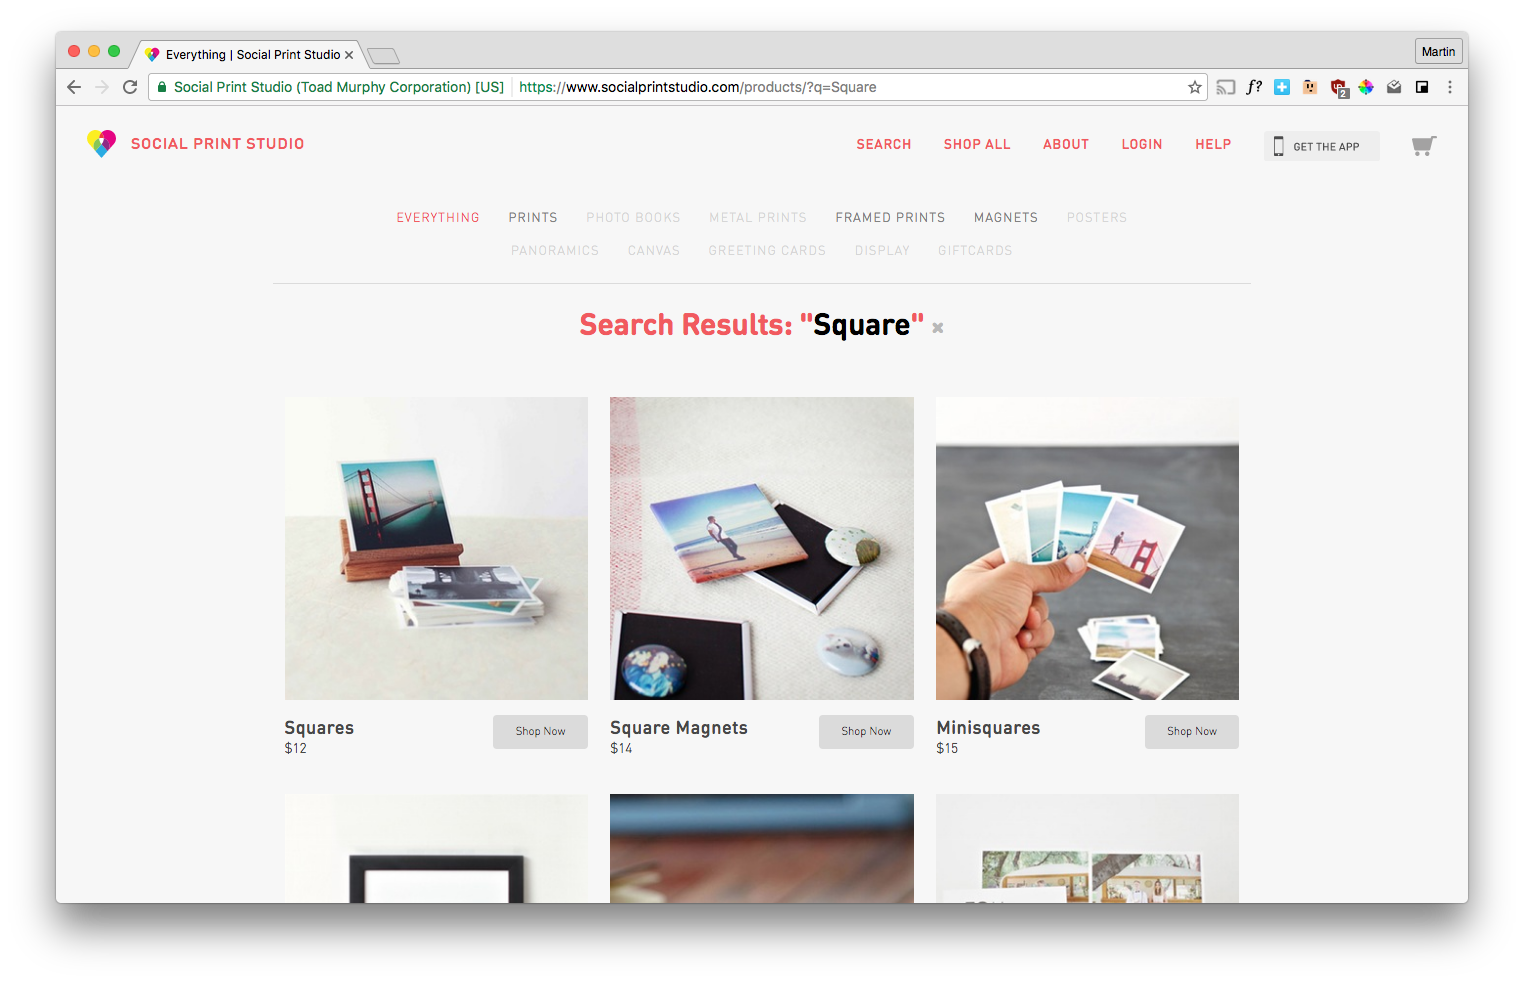 Everything | Social Print Studio
Martin
Social Print Studio (Toad Murphy Corporation) [US] https://www.socialprintstudio.com/products/?q=Square
f?
2
SOCIAL PRINT STUDIO
SEARCH SHOP ALL ABOUT LOGIN HELP GET THE APP
EVERYTHING PRINTS PHOTO BOOKS METAL PRINTS FRAMED PRINTS MAGNETS POSTERS
PANORAMICS CANVAS GREETING CARDS DISPLAY GIFTCARDS
Search Results: "Square"
Squares Shop Now
$12
Square Magnets Shop Now
$14
Minisquares Shop Now
$15